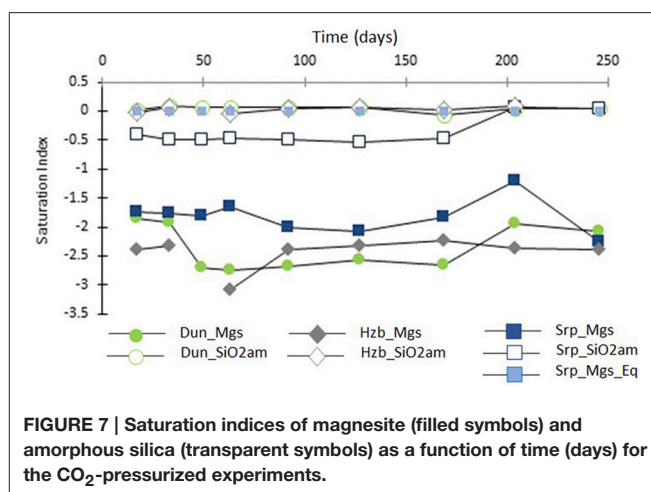 Time (days)
0 50 100 150 200 250
0.5
0
-0.5
-1
-1.5
-2
-2.5
-3
-3.5
Saturation Index
Dun_Mgs Hzb_Mgs Srp_Mgs
Dun_SiO2am Hzb_SiO2am Srp_SiO2am
Srp_Mgs_Eq
FIGURE 7 | Saturation indices of magnesite (filled symbols) and
amorphous silica (transparent symbols) as a function of time (days) for
the CO2-pressurized experiments.